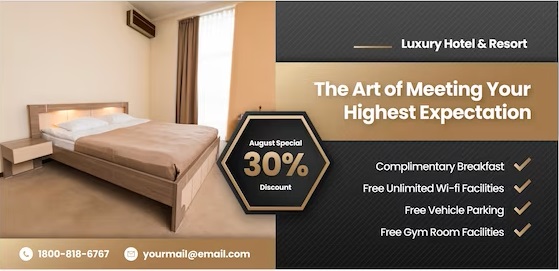 Luxury Hotel & Resort
The Art of Meeting Your
Highest Expectation
August Special
30%
Discount
Complimentary Breakfast
Free Unlimited Wi-fi Facilities
Free Vehicle Parking
Free Gym Room Facilities
1800-818-6767 yourmail@email.com